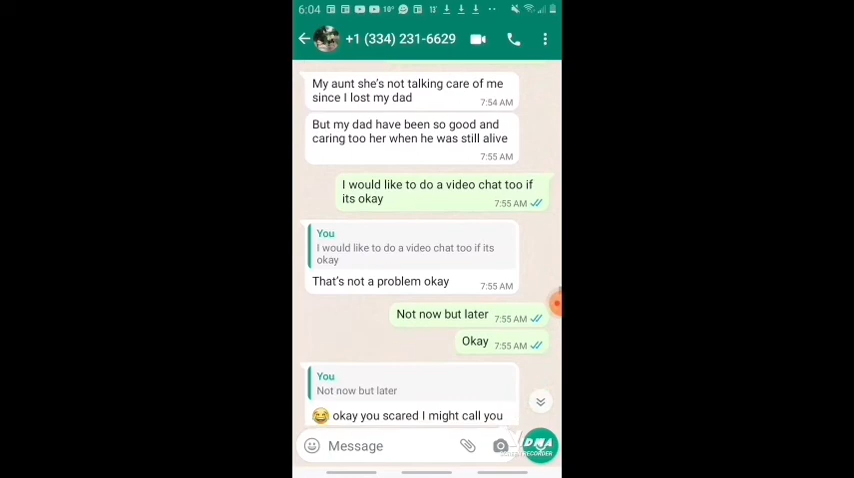 6:04
10°
13°
+1 (334) 231-6629
My aunt she's not talking care of me
since I lost my dad
7:54 AM
But my dad have been so good and
caring too her when he was still alive
7:55 AM
I would like to do a video chat too if
its okay
7:55 AM
You
I would like to do a video chat too if its
okay
That's not a problem okay
7:55 AM
Not now but later 7:55 AM
Okay 7:55 AM
You
Not now but later
😂 okay you scared I might call you
Message
RECORDER